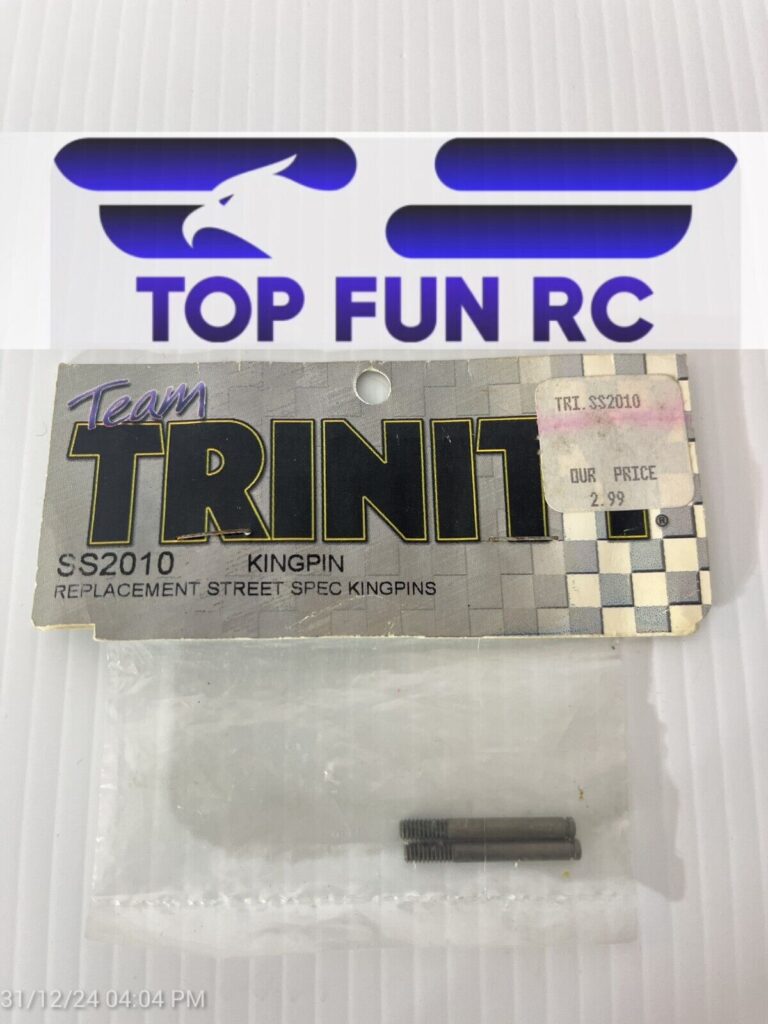 TOP FUN RC
Team
TRINITY®
TRI.SS2010
OUR PRICE
2.99
SS2010 KINGPIN
REPLACEMENT STREET SPEC KINGPINS
31/12/24 04:04 PM